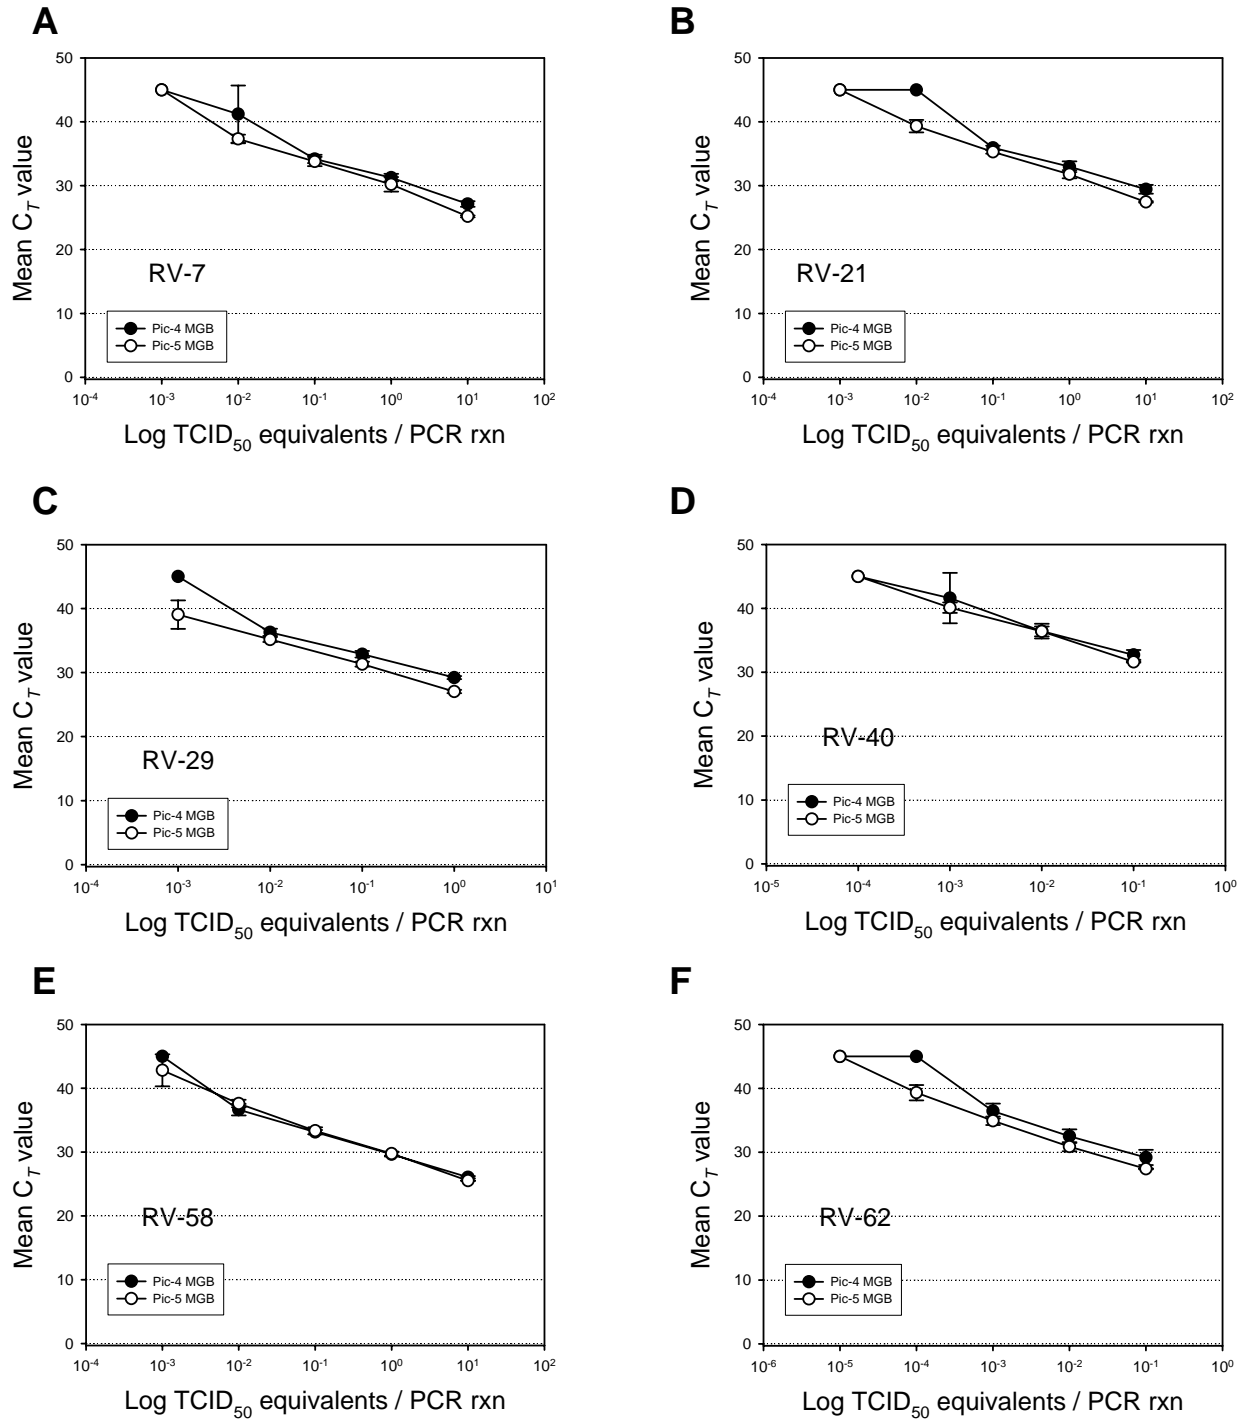 A
50
40
30
20
10
0
Mean C_T value
RV-7
Pic-4 MGB
Pic-5 MGB
10⁻⁴ 10⁻³ 10⁻² 10⁻¹ 10⁰ 10¹ 10²
Log TCID₅₀ equivalents / PCR rxn
B
50
40
30
20
10
0
Mean C_T value
RV-21
Pic-4 MGB
Pic-5 MGB
10⁻⁴ 10⁻³ 10⁻² 10⁻¹ 10⁰ 10¹ 10²
Log TCID₅₀ equivalents / PCR rxn
C
50
40
30
20
10
0
Mean C_T value
RV-29
Pic-4 MGB
Pic-5 MGB
10⁻⁴ 10⁻³ 10⁻² 10⁻¹ 10⁰ 10¹
Log TCID₅₀ equivalents / PCR rxn
D
50
40
30
20
10
0
Mean C_T value
RV-40
Pic-4 MGB
Pic-5 MGB
10⁻⁵ 10⁻⁴ 10⁻³ 10⁻² 10⁻¹ 10⁰
Log TCID₅₀ equivalents / PCR rxn
E
50
40
30
20
10
0
Mean C_T value
RV-58
Pic-4 MGB
Pic-5 MGB
10⁻⁴ 10⁻³ 10⁻² 10⁻¹ 10⁰ 10¹ 10²
Log TCID₅₀ equivalents / PCR rxn
F
50
40
30
20
10
0
Mean C_T value
RV-62
Pic-4 MGB
Pic-5 MGB
10⁻⁶ 10⁻⁵ 10⁻⁴ 10⁻³ 10⁻² 10⁻¹ 10⁰
Log TCID₅₀ equivalents / PCR rxn